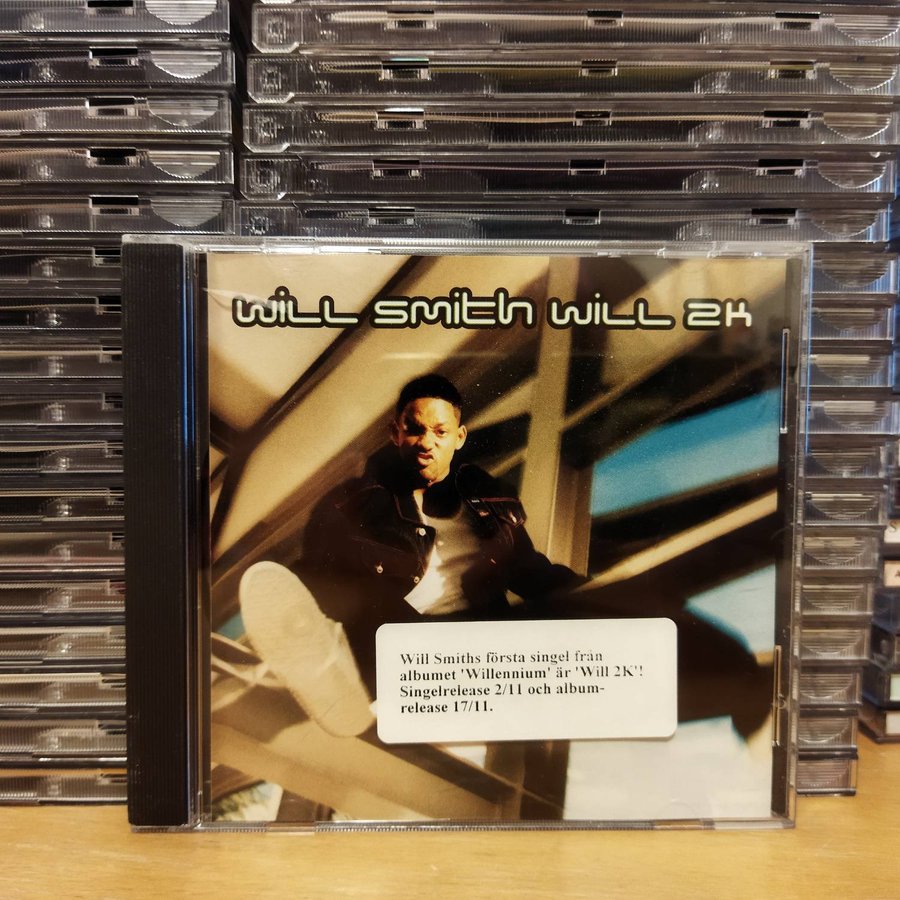 will smith will 2k
Will Smiths första singel från
albumet 'Willennium' är 'Will 2K'!
Singelrelease 2/11 och album-
release 17/11.